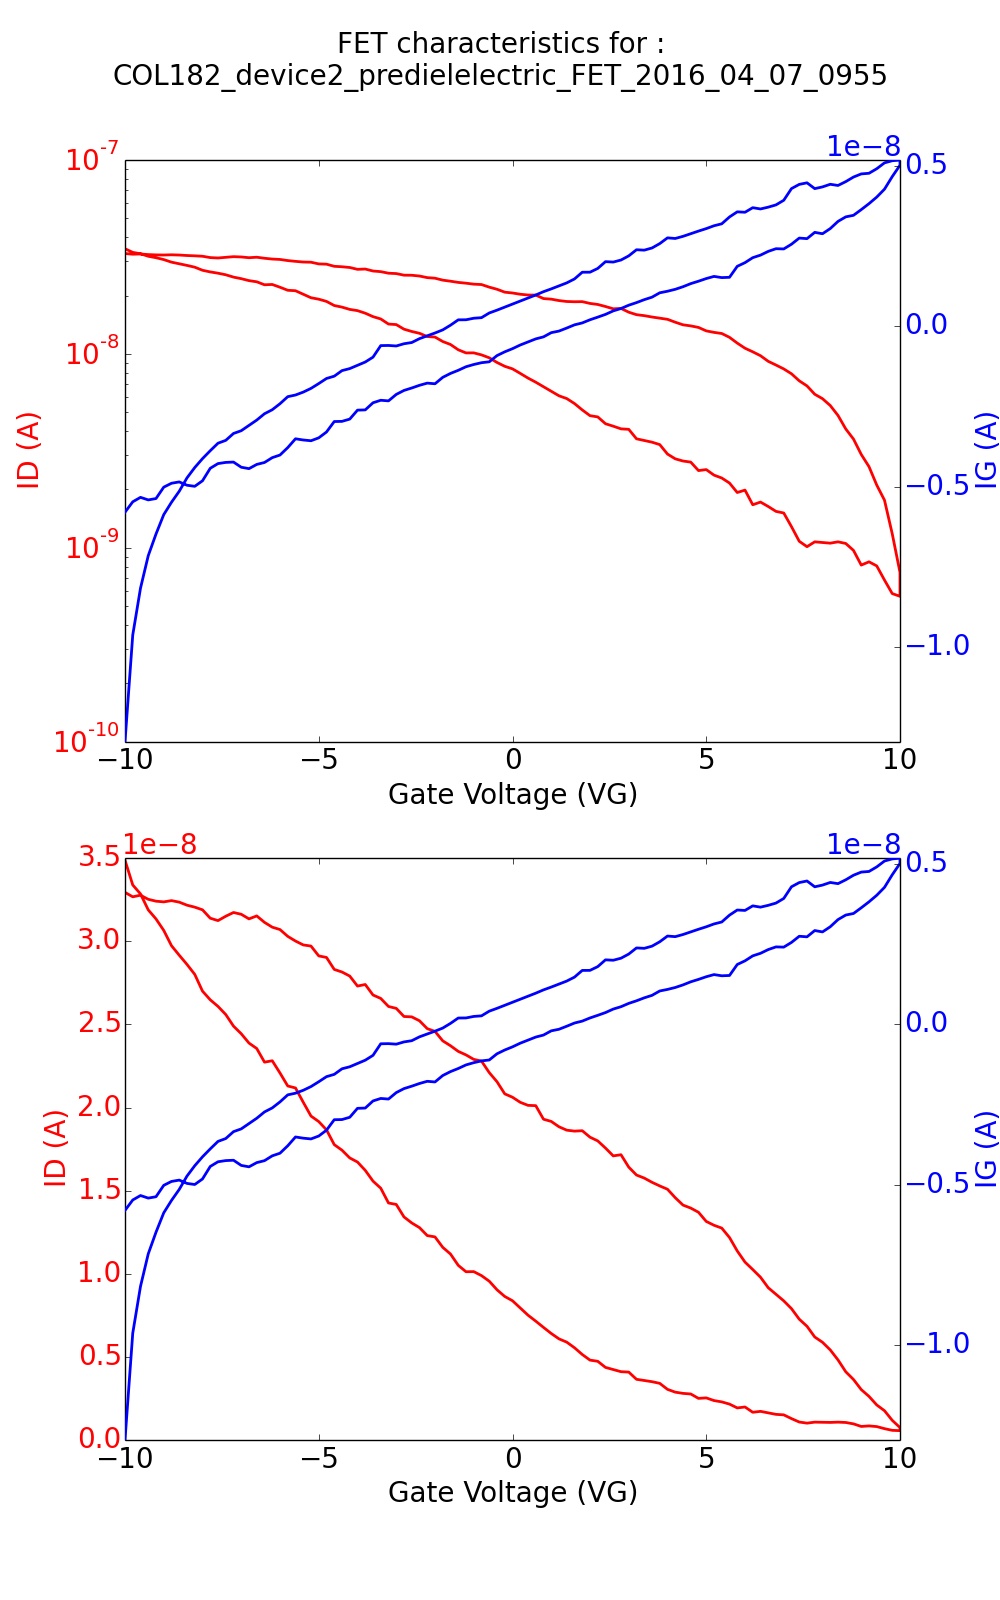 FET characteristics for :
COL182_device2_predielelectric_FET_2016_04_07_0955
1e−8
10-7
10-8
10-9
10-10
ID (A)
0.5
0.0
−0.5
−1.0
IG (A)
−10 −5 0 5 10
Gate Voltage (VG)
1e−8 1e−8
3.5
3.0
2.5
2.0
1.5
1.0
0.5
0.0
ID (A)
0.5
0.0
−0.5
−1.0
IG (A)
−10 −5 0 5 10
Gate Voltage (VG)